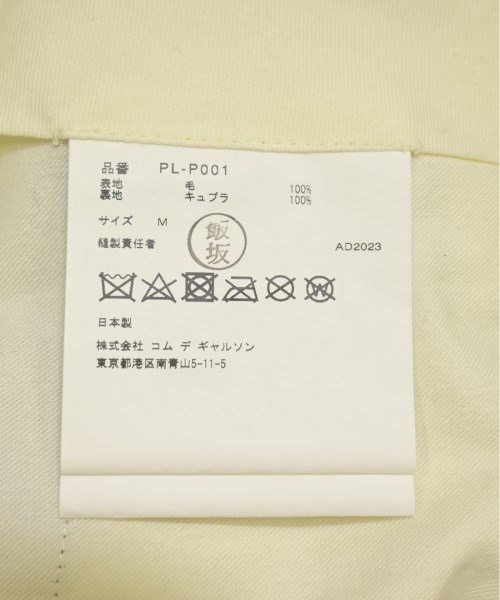 品番 PL-P001
表地 毛 100%
裏地 キュプラ 100%
サイズ M
飯坂
縫製責任者 AD2023
W
日本製
株式会社 コム デ ギャルソン
東京都港区南青山5-11-5